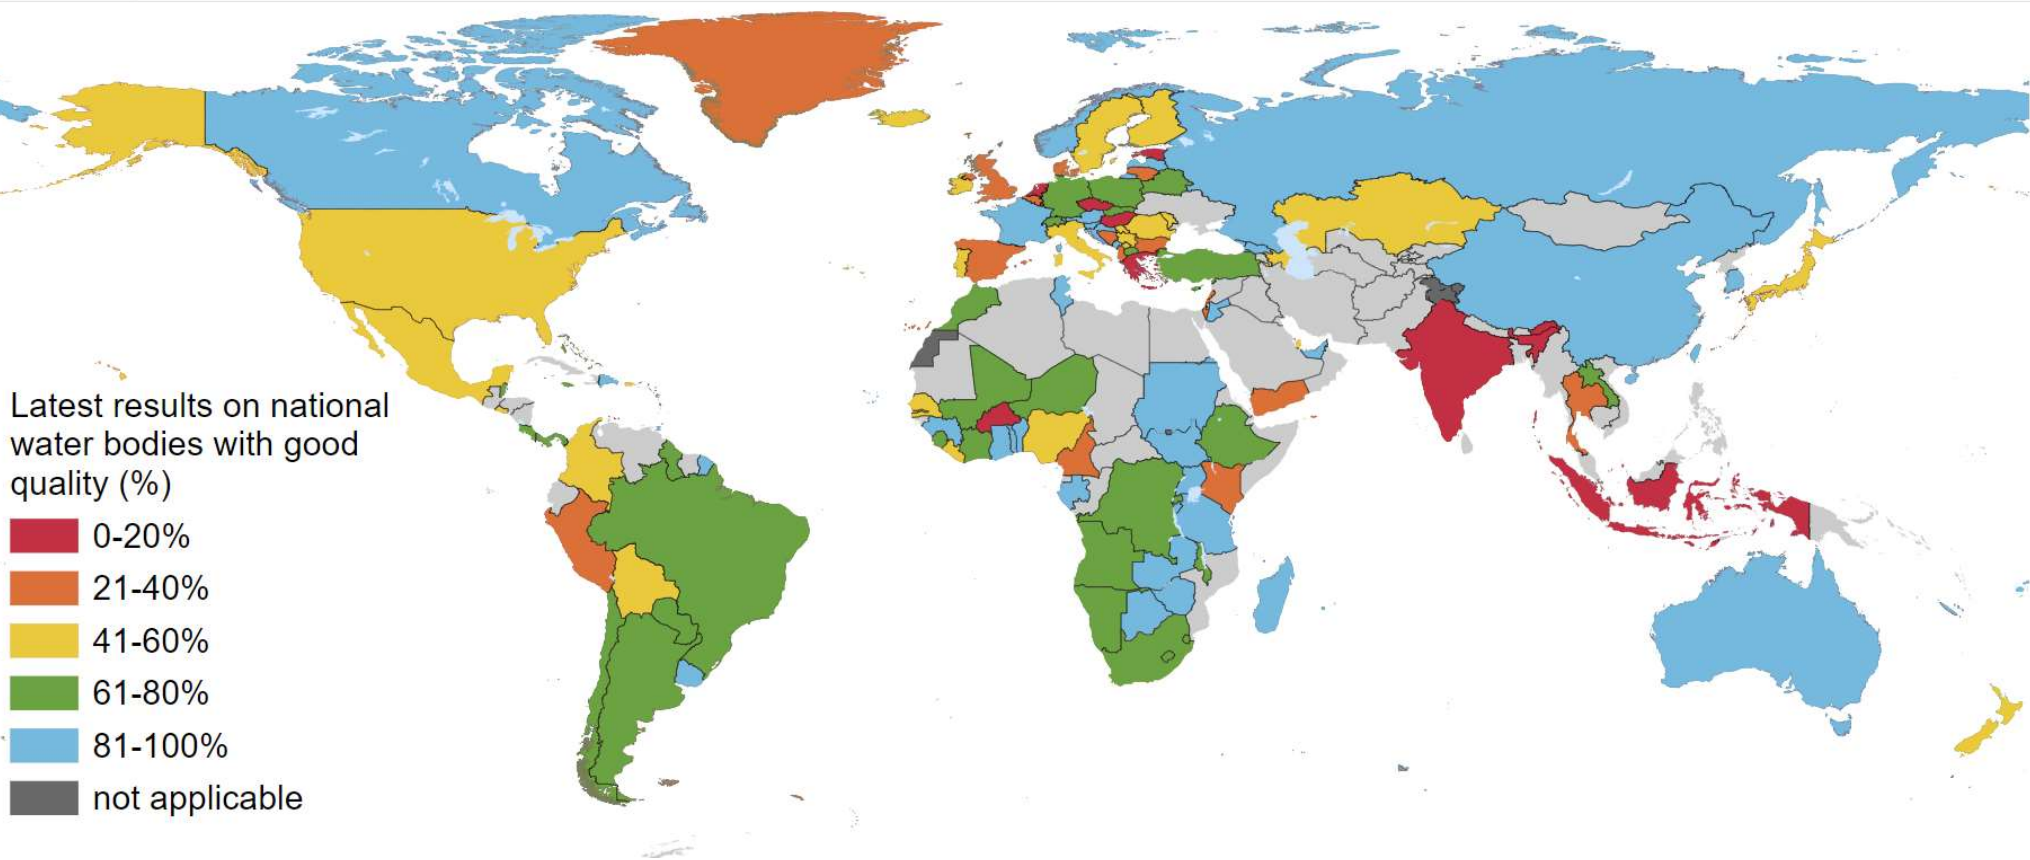 Latest results on national
water bodies with good
quality (%)
0-20%
21-40%
41-60%
61-80%
81-100%
not applicable